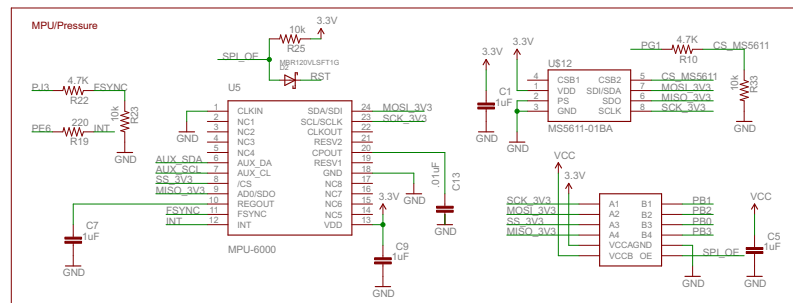 MPU/Pressure
3.3V
10k
R25
SPI_OE
MBR120VLSFT1G
D2
RST
PJ3
4.7K
R22
FSYNC
10k
R23
GND
PE6
220
R19
INT
U5
GND
1 CLKIN SDA/SDI 24 MOSI_3V3
2 NC1 SCL/SCLK 23 SCK_3V3
3 NC2 CLKOUT 22
4 NC3 RESV2 21
5 NC4 CPOUT 20
AUX_SDA 6 AUX_DA RESV1 19
AUX_SCL 7 AUX_CL GND 18
SS_3V3 8 /CS NC8 17
MISO_3V3 9 AD0/SDO NC7 16
10 REGOUT NC6 15
FSYNC 11 FSYNC NC5 14
INT 12 INT VDD 13
MPU-6000
C7
1uF
GND
GND
.01uF
C13
GND
3.3V
C9
1uF
GND
3.3V
3.3V
C1
1uF
GND
GND
U$12
4 CSB1 CSB2 5 CS_MS5611
1 VDD SDI/SDA 7 MOSI_3V3
2 PS SDO 6 MISO_3V3
3 GND SCLK 8 SCK_3V3
MS5611-01BA
PG1
4.7K
R10
CS_MS5611
10k
R33
GND
VCC
3.3V
SCK_3V3 A1 B1 PB1
MOSI_3V3 A2 B2 PB2
SS_3V3 A3 B3 PB0
MISO_3V3 A4 B4 PB3
VCCA GND
VCCB OE SPI_OE
GND
VCC
C5
1uF
GND